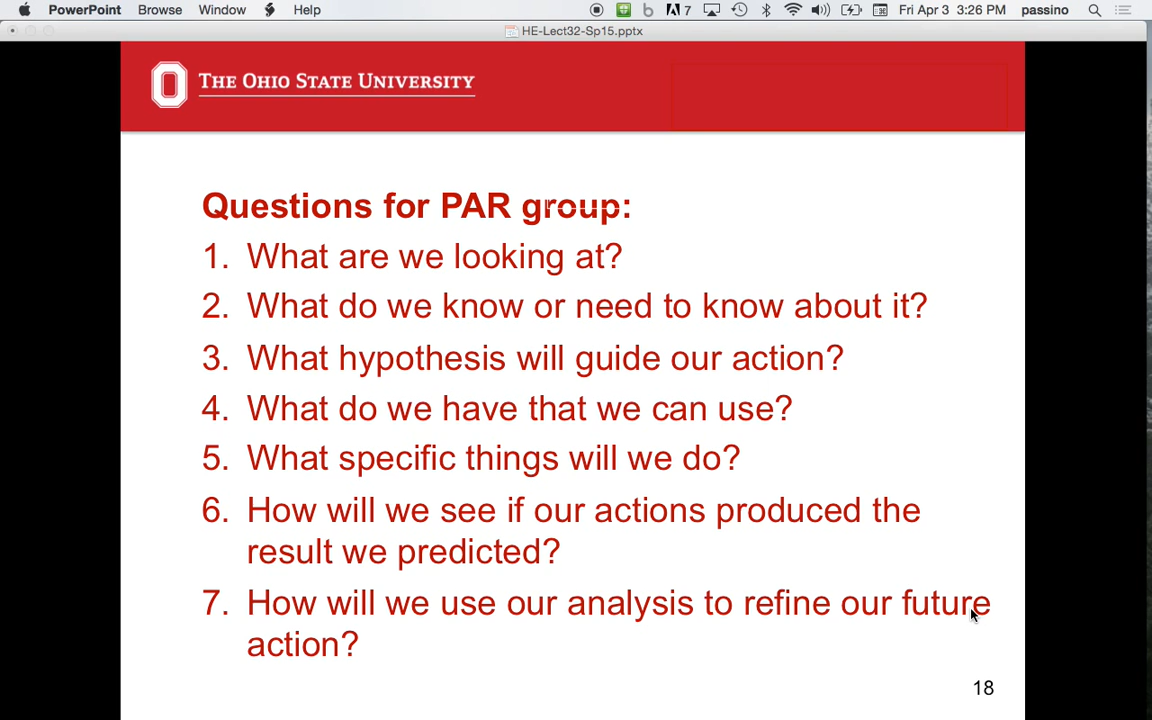 PowerPoint Browse Window Help 7 Fri Apr 3 3:26 PM passino
HE-Lect32-Sp15.pptx
THE OHIO STATE UNIVERSITY
Questions for PAR group:
1. What are we looking at?
2. What do we know or need to know about it?
3. What hypothesis will guide our action?
4. What do we have that we can use?
5. What specific things will we do?
6. How will we see if our actions produced the
result we predicted?
7. How will we use our analysis to refine our future
action?
18